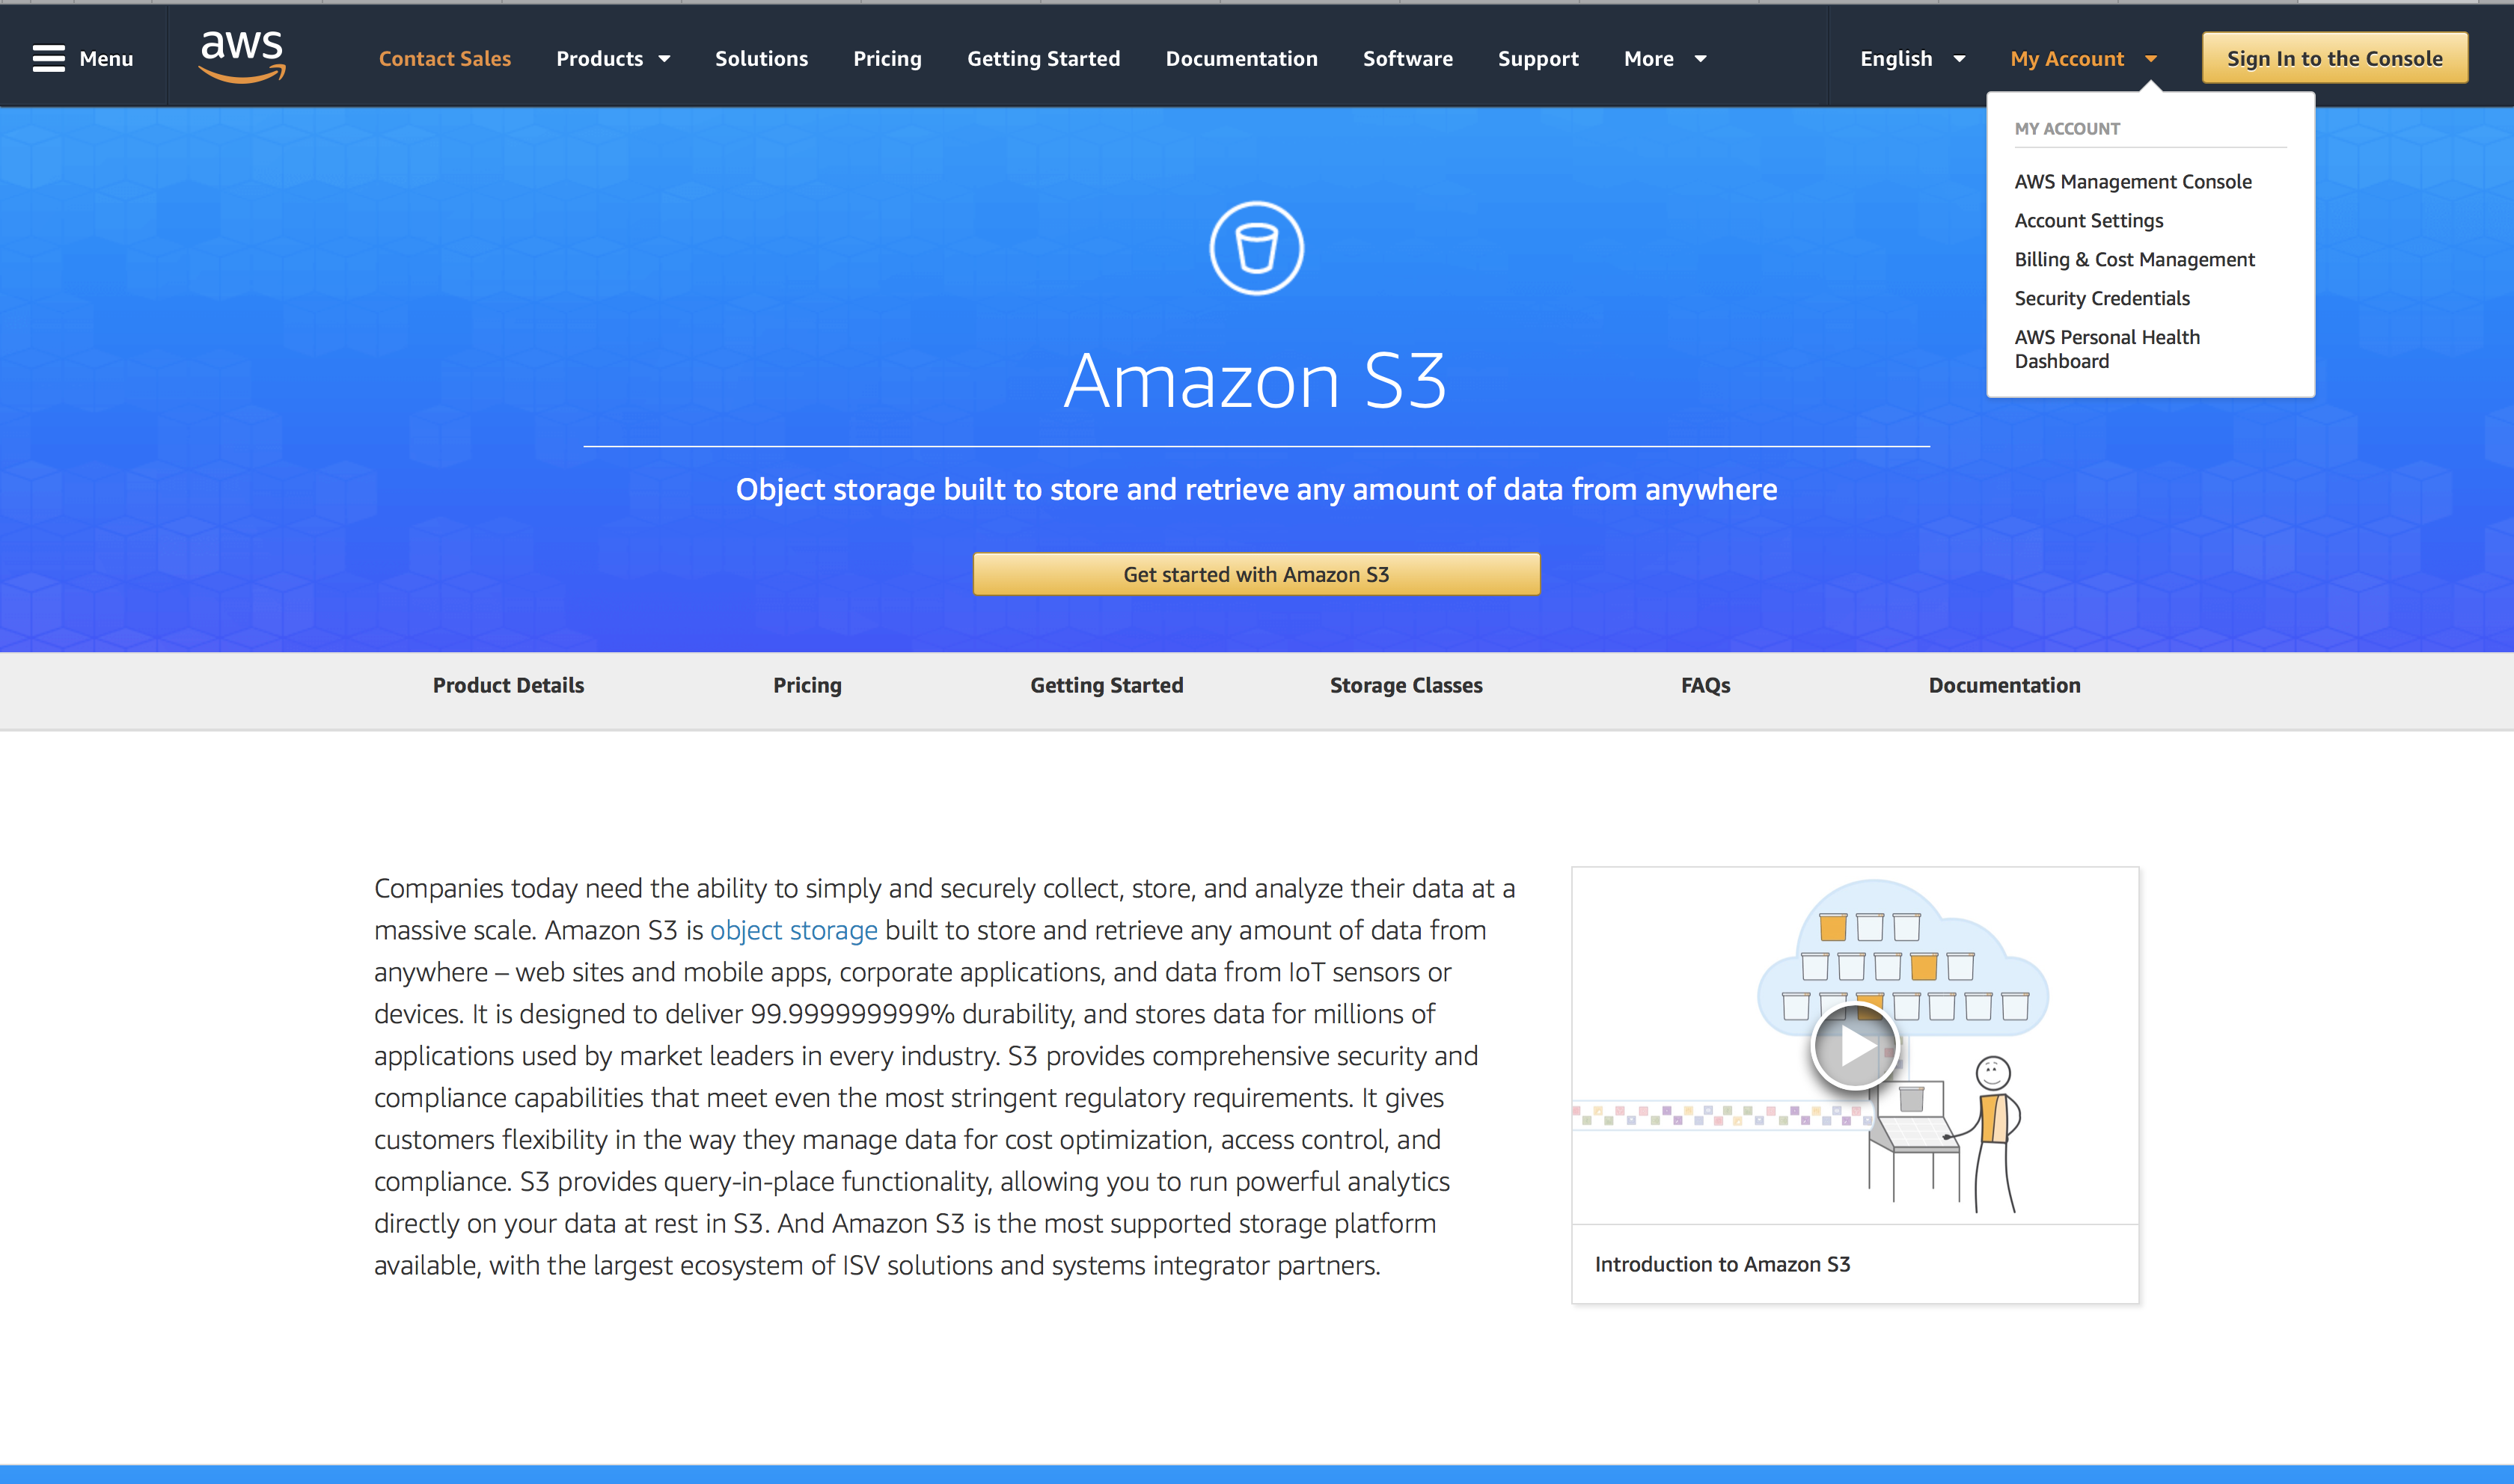 Menu
aws
Contact Sales
Products
Solutions
Pricing
Getting Started
Documentation
Software
Support
More
English
My Account
Sign In to the Console
MY ACCOUNT
AWS Management Console
Account Settings
Billing & Cost Management
Security Credentials
AWS Personal Health
Dashboard
Amazon S3
Object storage built to store and retrieve any amount of data from anywhere
Get started with Amazon S3
Product Details
Pricing
Getting Started
Storage Classes
FAQs
Documentation
Companies today need the ability to simply and securely collect, store, and analyze their data at a
massive scale. Amazon S3 is object storage built to store and retrieve any amount of data from
anywhere – web sites and mobile apps, corporate applications, and data from IoT sensors or
devices. It is designed to deliver 99.999999999% durability, and stores data for millions of
applications used by market leaders in every industry. S3 provides comprehensive security and
compliance capabilities that meet even the most stringent regulatory requirements. It gives
customers flexibility in the way they manage data for cost optimization, access control, and
compliance. S3 provides query-in-place functionality, allowing you to run powerful analytics
directly on your data at rest in S3. And Amazon S3 is the most supported storage platform
available, with the largest ecosystem of ISV solutions and systems integrator partners.
Introduction to Amazon S3